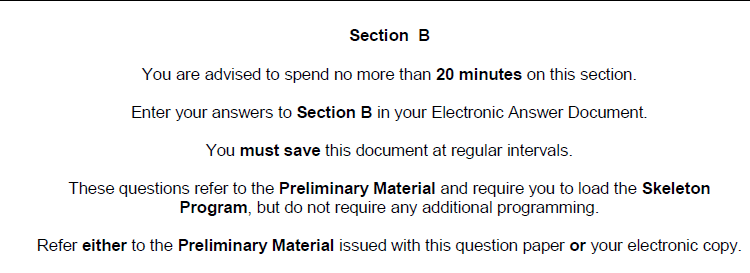 Section B
You are advised to spend no more than 20 minutes on this section.
Enter your answers to Section B in your Electronic Answer Document.
You must save this document at regular intervals.
These questions refer to the Preliminary Material and require you to load the Skeleton
Program, but do not require any additional programming.
Refer either to the Preliminary Material issued with this question paper or your electronic copy.